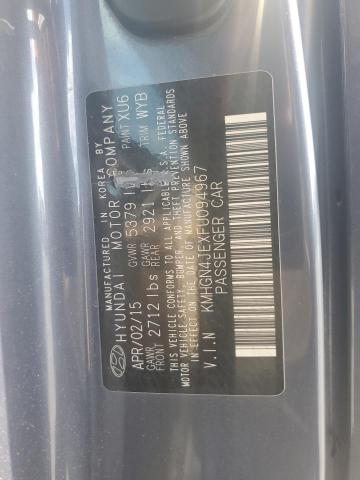 MANUFACTURED IN KOREA BY
HYUNDAI MOTOR COMPANY
APR/02/15 GVWR 5379 lbs PAINT XU6
GAWR FRONT 2712 lbs GAWR REAR 2921 lbs TRIM WYB
THIS VEHICLE CONFORMS TO ALL APPLICABLE U.S.A. FEDERAL
MOTOR VEHICLE SAFETY, BUMPER, AND THEFT PREVENTION STANDARDS
IN EFFECT ON THE DATE OF MANUFACTURE SHOWN ABOVE
V.I.N KMHGN4JEXFU094967
PASSENGER CAR